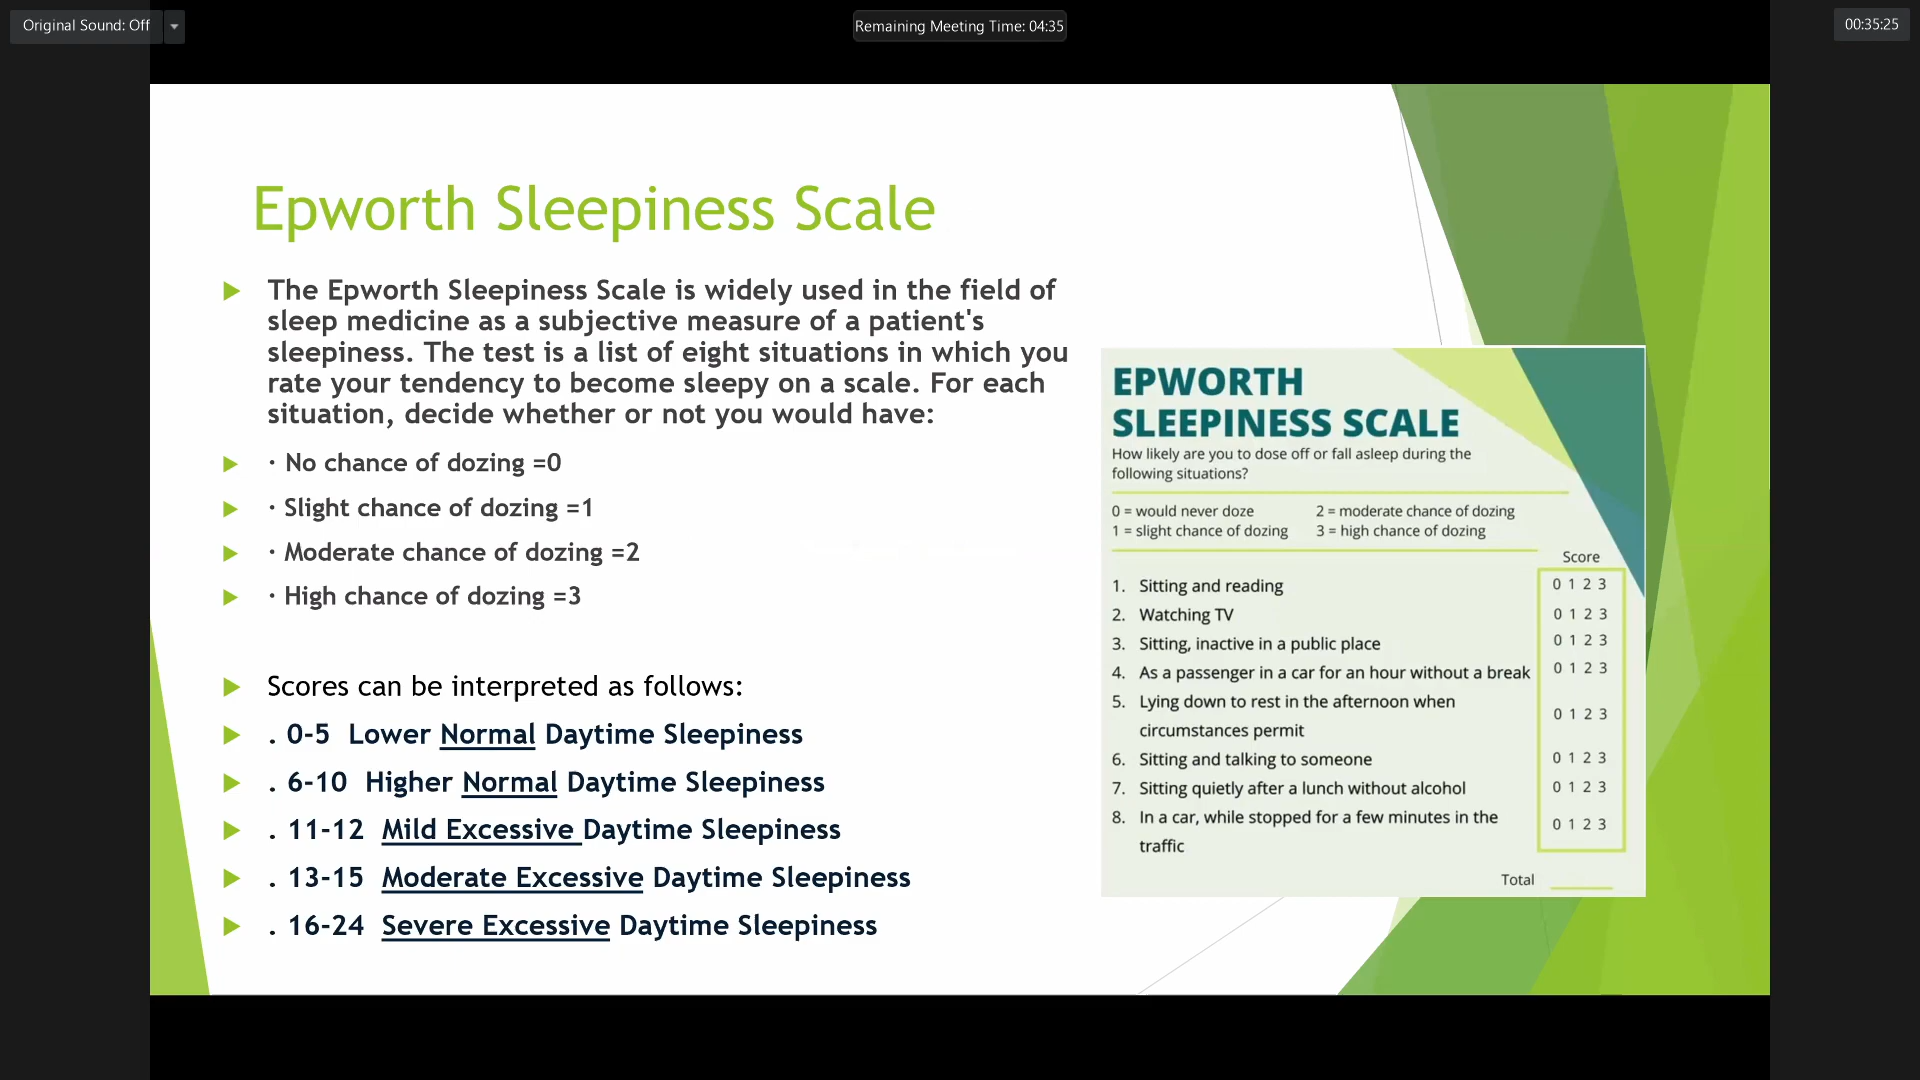 Original Sound: Off
Remaining Meeting Time: 04:35
00:35:25
Epworth Sleepiness Scale
The Epworth Sleepiness Scale is widely used in the field of
sleep medicine as a subjective measure of a patient's
sleepiness. The test is a list of eight situations in which you
rate your tendency to become sleepy on a scale. For each
situation, decide whether or not you would have:
· No chance of dozing =0
· Slight chance of dozing =1
· Moderate chance of dozing =2
· High chance of dozing =3
Scores can be interpreted as follows:
. 0-5 Lower Normal Daytime Sleepiness
. 6-10 Higher Normal Daytime Sleepiness
. 11-12 Mild Excessive Daytime Sleepiness
. 13-15 Moderate Excessive Daytime Sleepiness
. 16-24 Severe Excessive Daytime Sleepiness
EPWORTH
SLEEPINESS SCALE
How likely are you to dose off or fall asleep during the
following situations?
0 = would never doze 2 = moderate chance of dozing
1 = slight chance of dozing 3 = high chance of dozing
Score
1. Sitting and reading 0 1 2 3
2. Watching TV 0 1 2 3
3. Sitting, inactive in a public place 0 1 2 3
4. As a passenger in a car for an hour without a break 0 1 2 3
5. Lying down to rest in the afternoon when
circumstances permit 0 1 2 3
6. Sitting and talking to someone 0 1 2 3
7. Sitting quietly after a lunch without alcohol 0 1 2 3
8. In a car, while stopped for a few minutes in the
traffic 0 1 2 3
Total